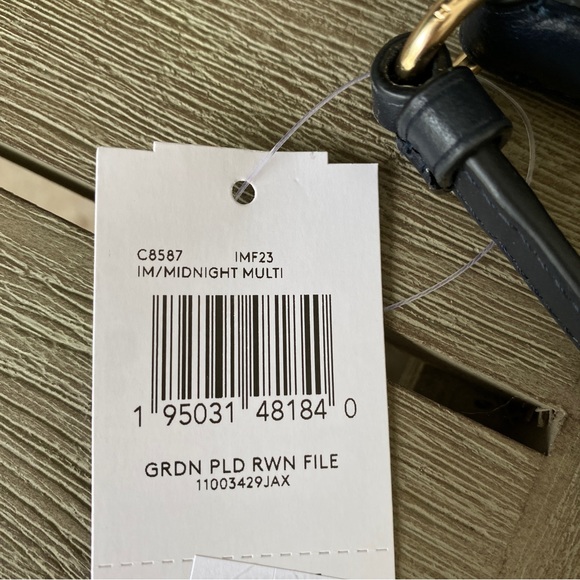 C8587 IMF23
IM/MIDNIGHT MULTI
1 95031 48184 0
GRDN PLD RWN FILE
11003429JAX